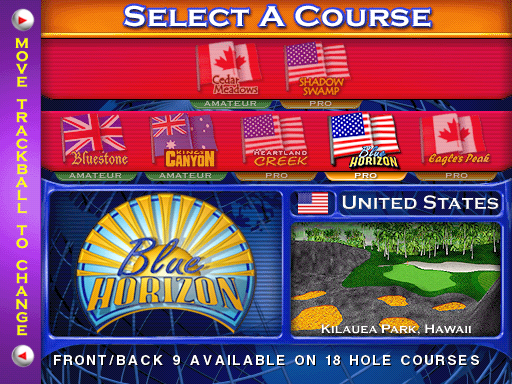 SELECT A COURSE
MOVE TRACKBALL TO CHANGE
Cedar
Meadows
SHADOW
SWAMP
AMATEUR
PRO
Bluestone
KINGS
CANYON
HEARTLAND
CREEK
Blue
HORIZON
Eagle's Peak
AMATEUR
AMATEUR
PRO
PRO
PRO
Blue
HORIZON
UNITED STATES
KILAUEA PARK, HAWAII
FRONT/BACK 9 AVAILABLE ON 18 HOLE COURSES